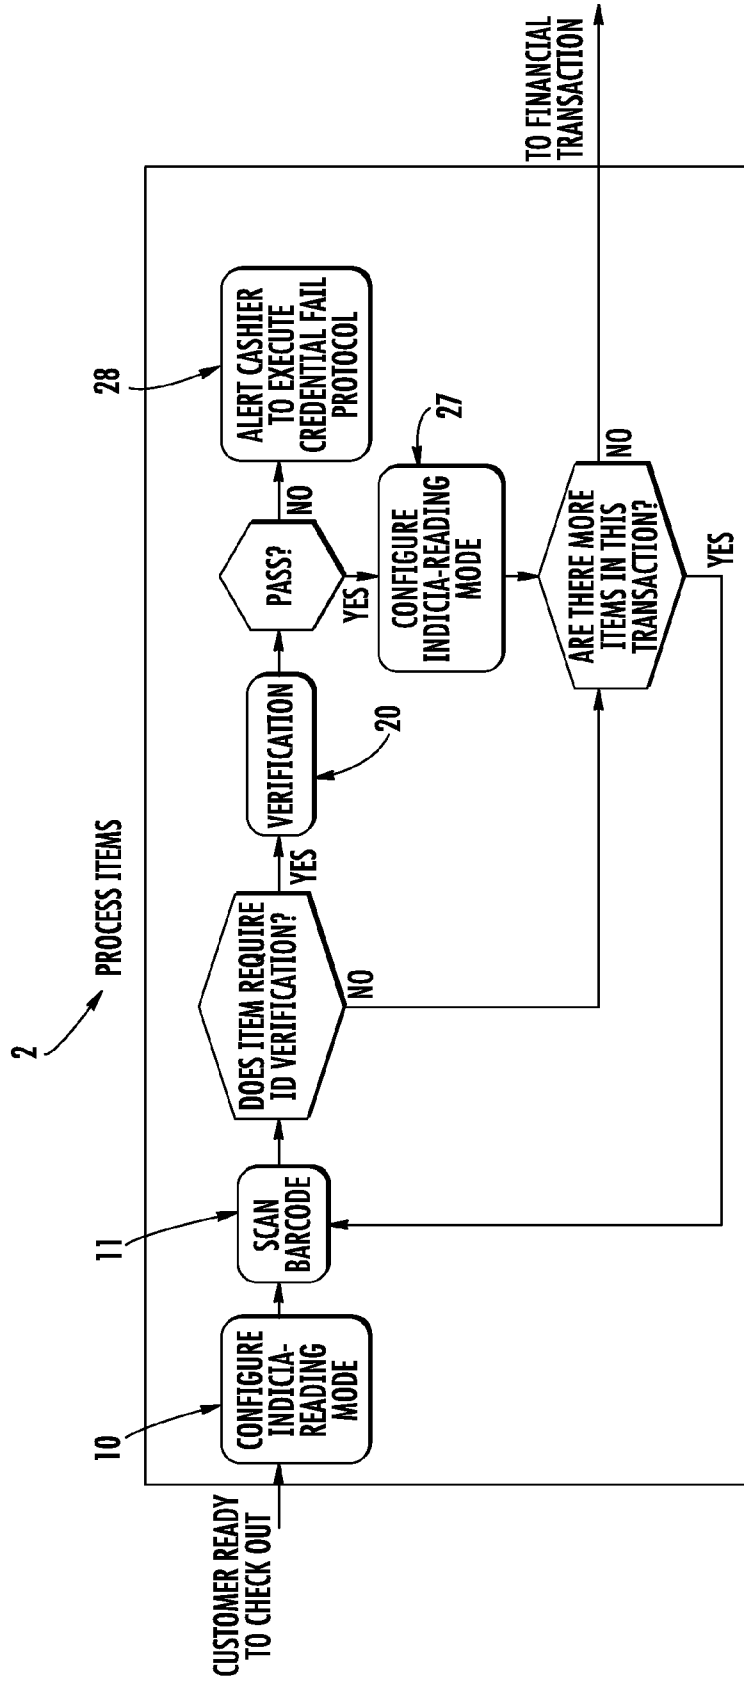 2
PROCESS ITEMS
CUSTOMER READY
TO CHECK OUT
10
CONFIGURE
INDICIA-
READING
MODE
11
SCAN
BARCODE
DOES ITEM REQUIRE
ID VERIFICATION?
YES
NO
VERIFICATION
20
PASS?
NO
YES
28
ALERT CASHIER
TO EXECUTE
CREDENTIAL FAIL
PROTOCOL
27
CONFIGURE
INDICIA-READING
MODE
ARE THERE MORE
ITEMS IN THIS
TRANSACTION?
NO
YES
TO FINANCIAL
TRANSACTION